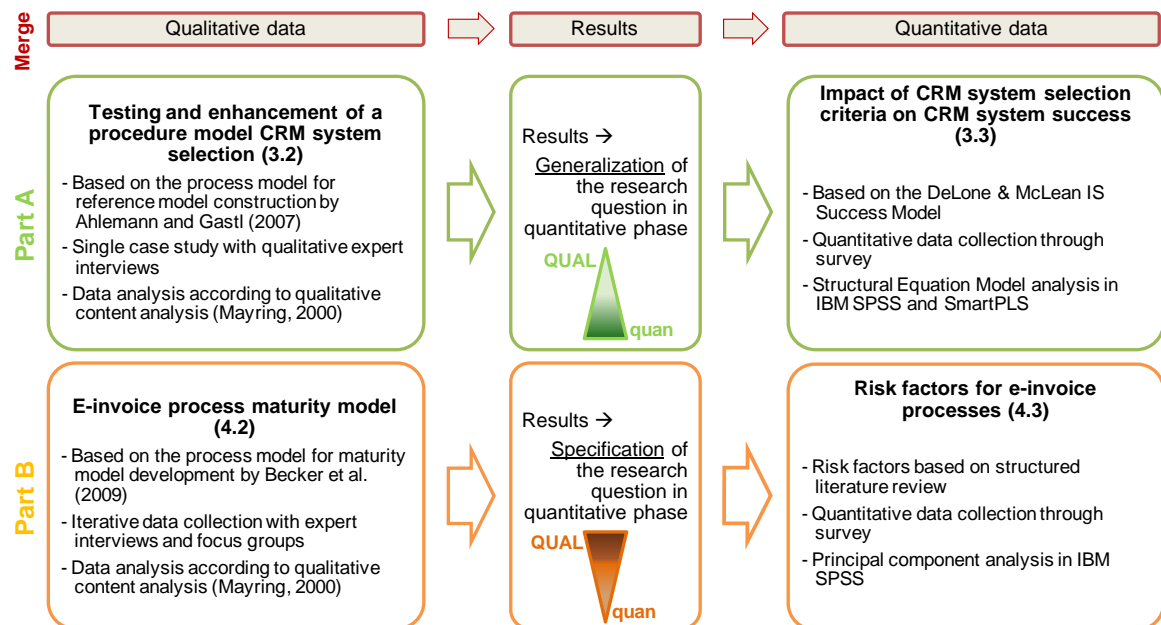 Merge
Qualitative data
Results
Quantitative data
Part A
Testing and enhancement of a
procedure model CRM system
selection (3.2)
- Based on the process model for
reference model construction by
Ahlemann and Gastl (2007)
- Single case study with qualitative expert
interviews
- Data analysis according to qualitative
content analysis (Mayring, 2000)
Results →
Generalization of
the research
question in
quantitative phase
QUAL
quan
Impact of CRM system selection
criteria on CRM system success
(3.3)
- Based on the DeLone & McLean IS
Success Model
- Quantitative data collection through
survey
- Structural Equation Model analysis in
IBM SPSS and SmartPLS
Part B
E-invoice process maturity model
(4.2)
- Based on the process model for maturity
model development by Becker et al.
(2009)
- Iterative data collection with expert
interviews and focus groups
- Data analysis according to qualitative
content analysis (Mayring, 2000)
Results →
Specification of
the research
question in
quantitative phase
QUAL
quan
Risk factors for e-invoice
processes (4.3)
- Risk factors based on structured
literature review
- Quantitative data collection through
survey
- Principal component analysis in IBM
SPSS